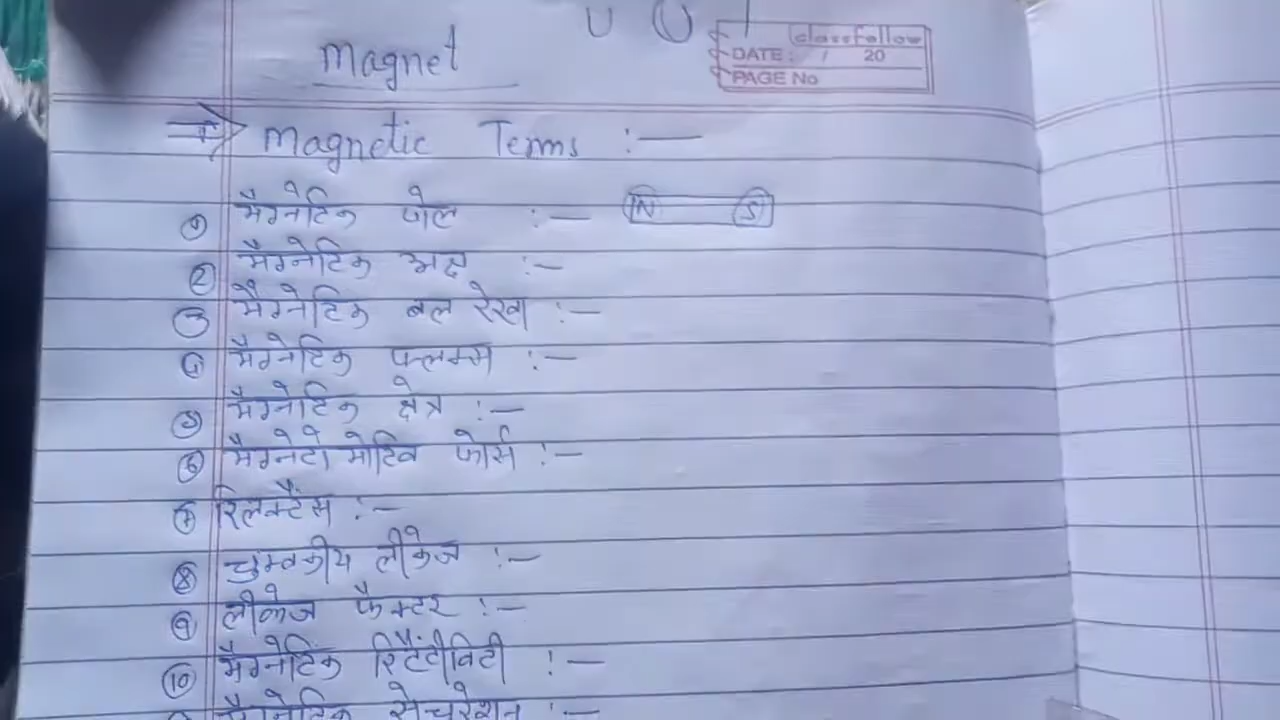 Magnet
classfellow
DATE: / 20
PAGE No
⇒ Magnetic Terms :—
① मैग्नेटिक पोल :— N S
② मैग्नेटिक अक्ष :—
③ मैग्नेटिक बल रेखा :—
④ मैग्नेटिक फ्लक्स :—
⑤ मैग्नेटिक क्षेत्र :—
⑥ मैग्नेटो मोटिव फोर्स :—
⑦ रिलक्टैंस :—
⑧ चुम्बकीय लीकेज :—
⑨ लीकेज फैक्टर :—
⑩ मैग्नेटिक रिटैंटीविटी :—
मैग्नेटिक सेचुरेशन :—